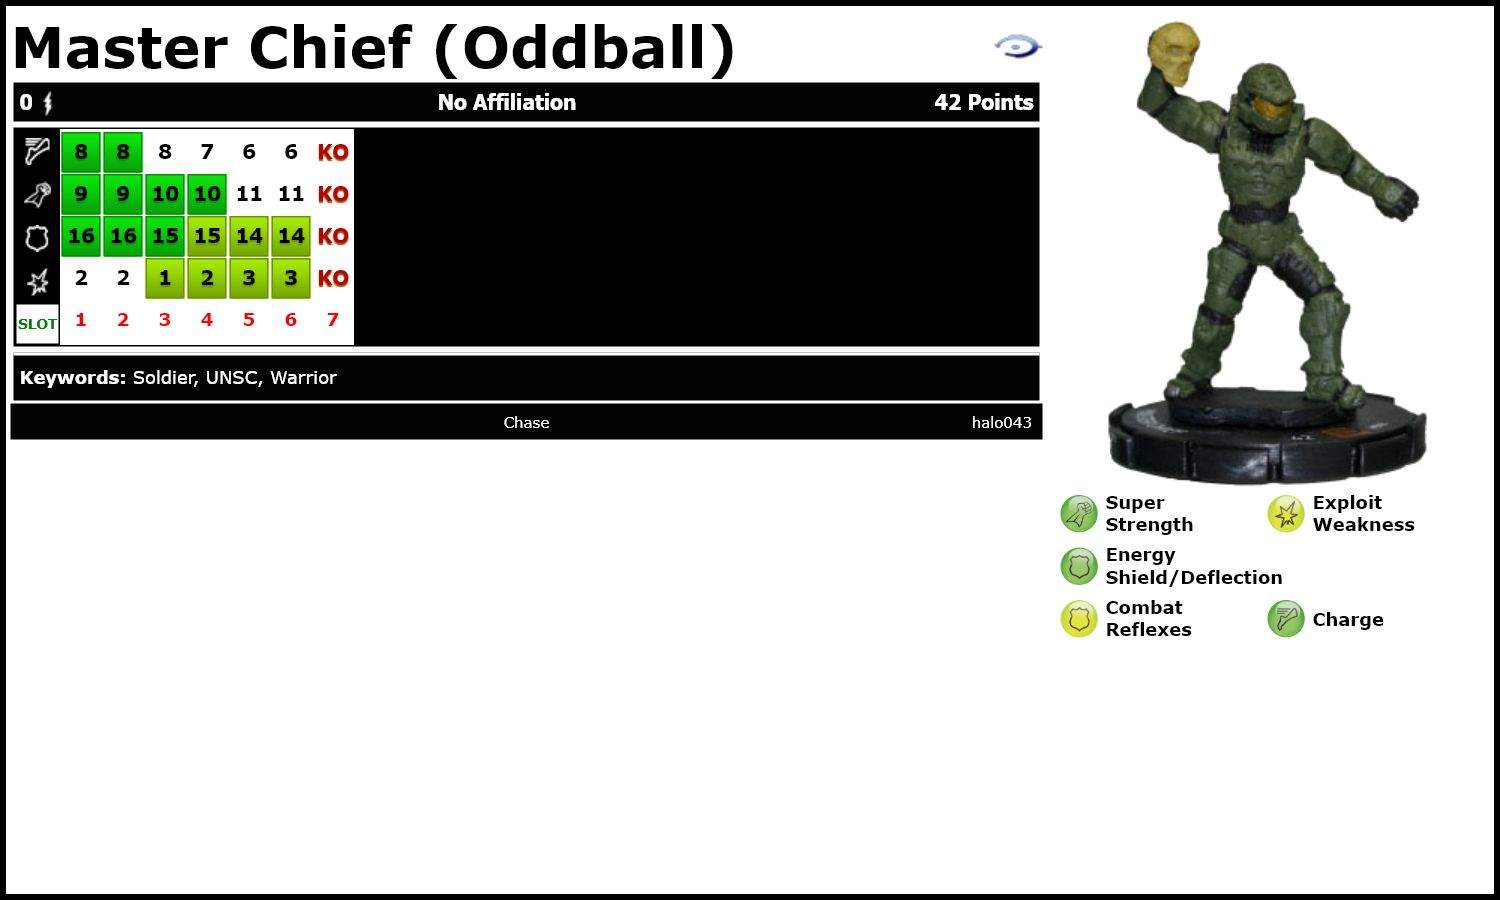 Master Chief (Oddball)
0 No Affiliation 42 Points
8 8 8 7 6 6 KO
9 9 10 10 11 11 KO
16 16 15 15 14 14 KO
2 2 1 2 3 3 KO
SLOT 1 2 3 4 5 6 7
Keywords: Soldier, UNSC, Warrior
Chase halo043
Super
Strength
Exploit
Weakness
Energy
Shield/Deflection
Combat
Reflexes
Charge